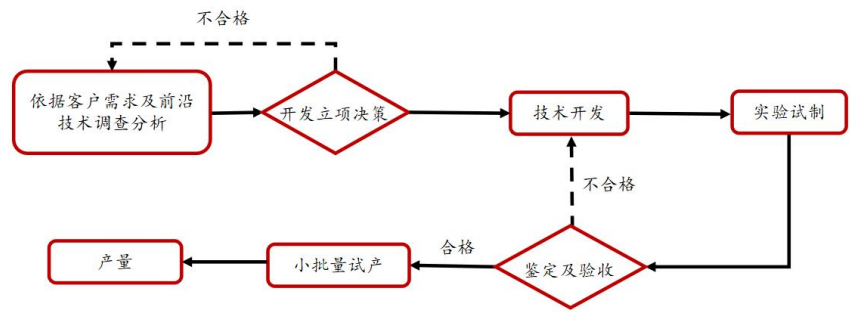 不合格
依据客户需求及前沿
技术调查分析
开发立项决策
技术开发
实验试制
不合格
合格
产量
小批量试产
鉴定及验收